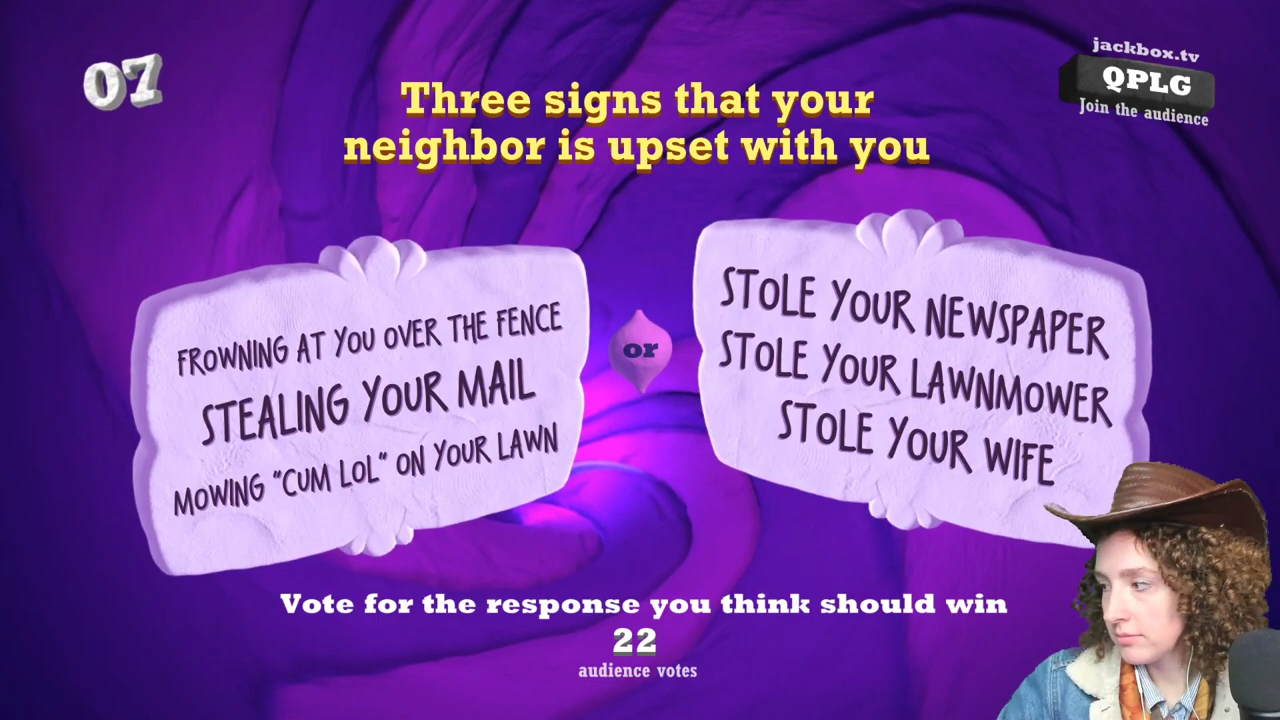 07
jackbox.tv
QPLG
Join the audience
Three signs that your
neighbor is upset with you
FROWNING AT YOU OVER THE FENCE
STEALING YOUR MAIL
MOWING "CUM LOL" ON YOUR LAWN
or
STOLE YOUR NEWSPAPER
STOLE YOUR LAWNMOWER
STOLE YOUR WIFE
Vote for the response you think should win
22
audience votes